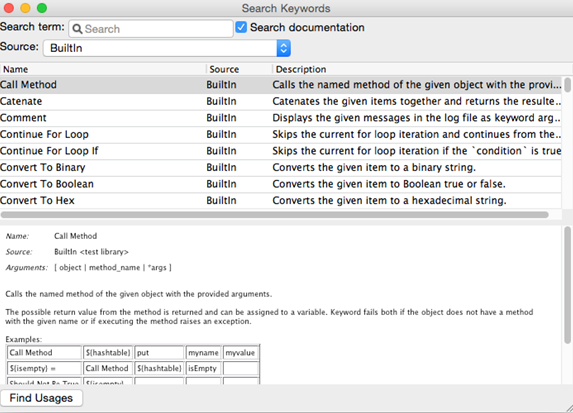 Search Keywords
Search term: Search Search documentation
Source: BuiltIn
Name Source Description
Call Method BuiltIn Calls the named method of the given object with the provi...
Catenate BuiltIn Catenates the given items together and returns the resulte...
Comment BuiltIn Displays the given messages in the log file as keyword arg...
Continue For Loop BuiltIn Skips the current for loop iteration and continues from the...
Continue For Loop If BuiltIn Skips the current for loop iteration if the `condition` is true
Convert To Binary BuiltIn Converts the given item to a binary string.
Convert To Boolean BuiltIn Converts the given item to Boolean true or false.
Convert To Hex BuiltIn Converts the given item to a hexadecimal string.
Name: Call Method
Source: BuiltIn <test library>
Arguments: [ object | method_name | *args ]
Calls the named method of the given object with the provided arguments.
The possible return value from the method is returned and can be assigned to a variable. Keyword fails both if the object does not have a method
with the given name or if executing the method raises an exception.
Examples:
Call Method ${hashtable} put myname myvalue
${isempty} = Call Method ${hashtable} isEmpty
Should Not Be True ${isempty}
Find Usages